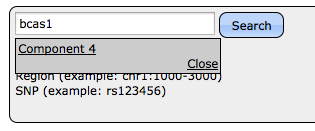 bcas1
Search
Component 4
Close
Region (example: chr1:1000-3000)
SNP (example: rs123456)